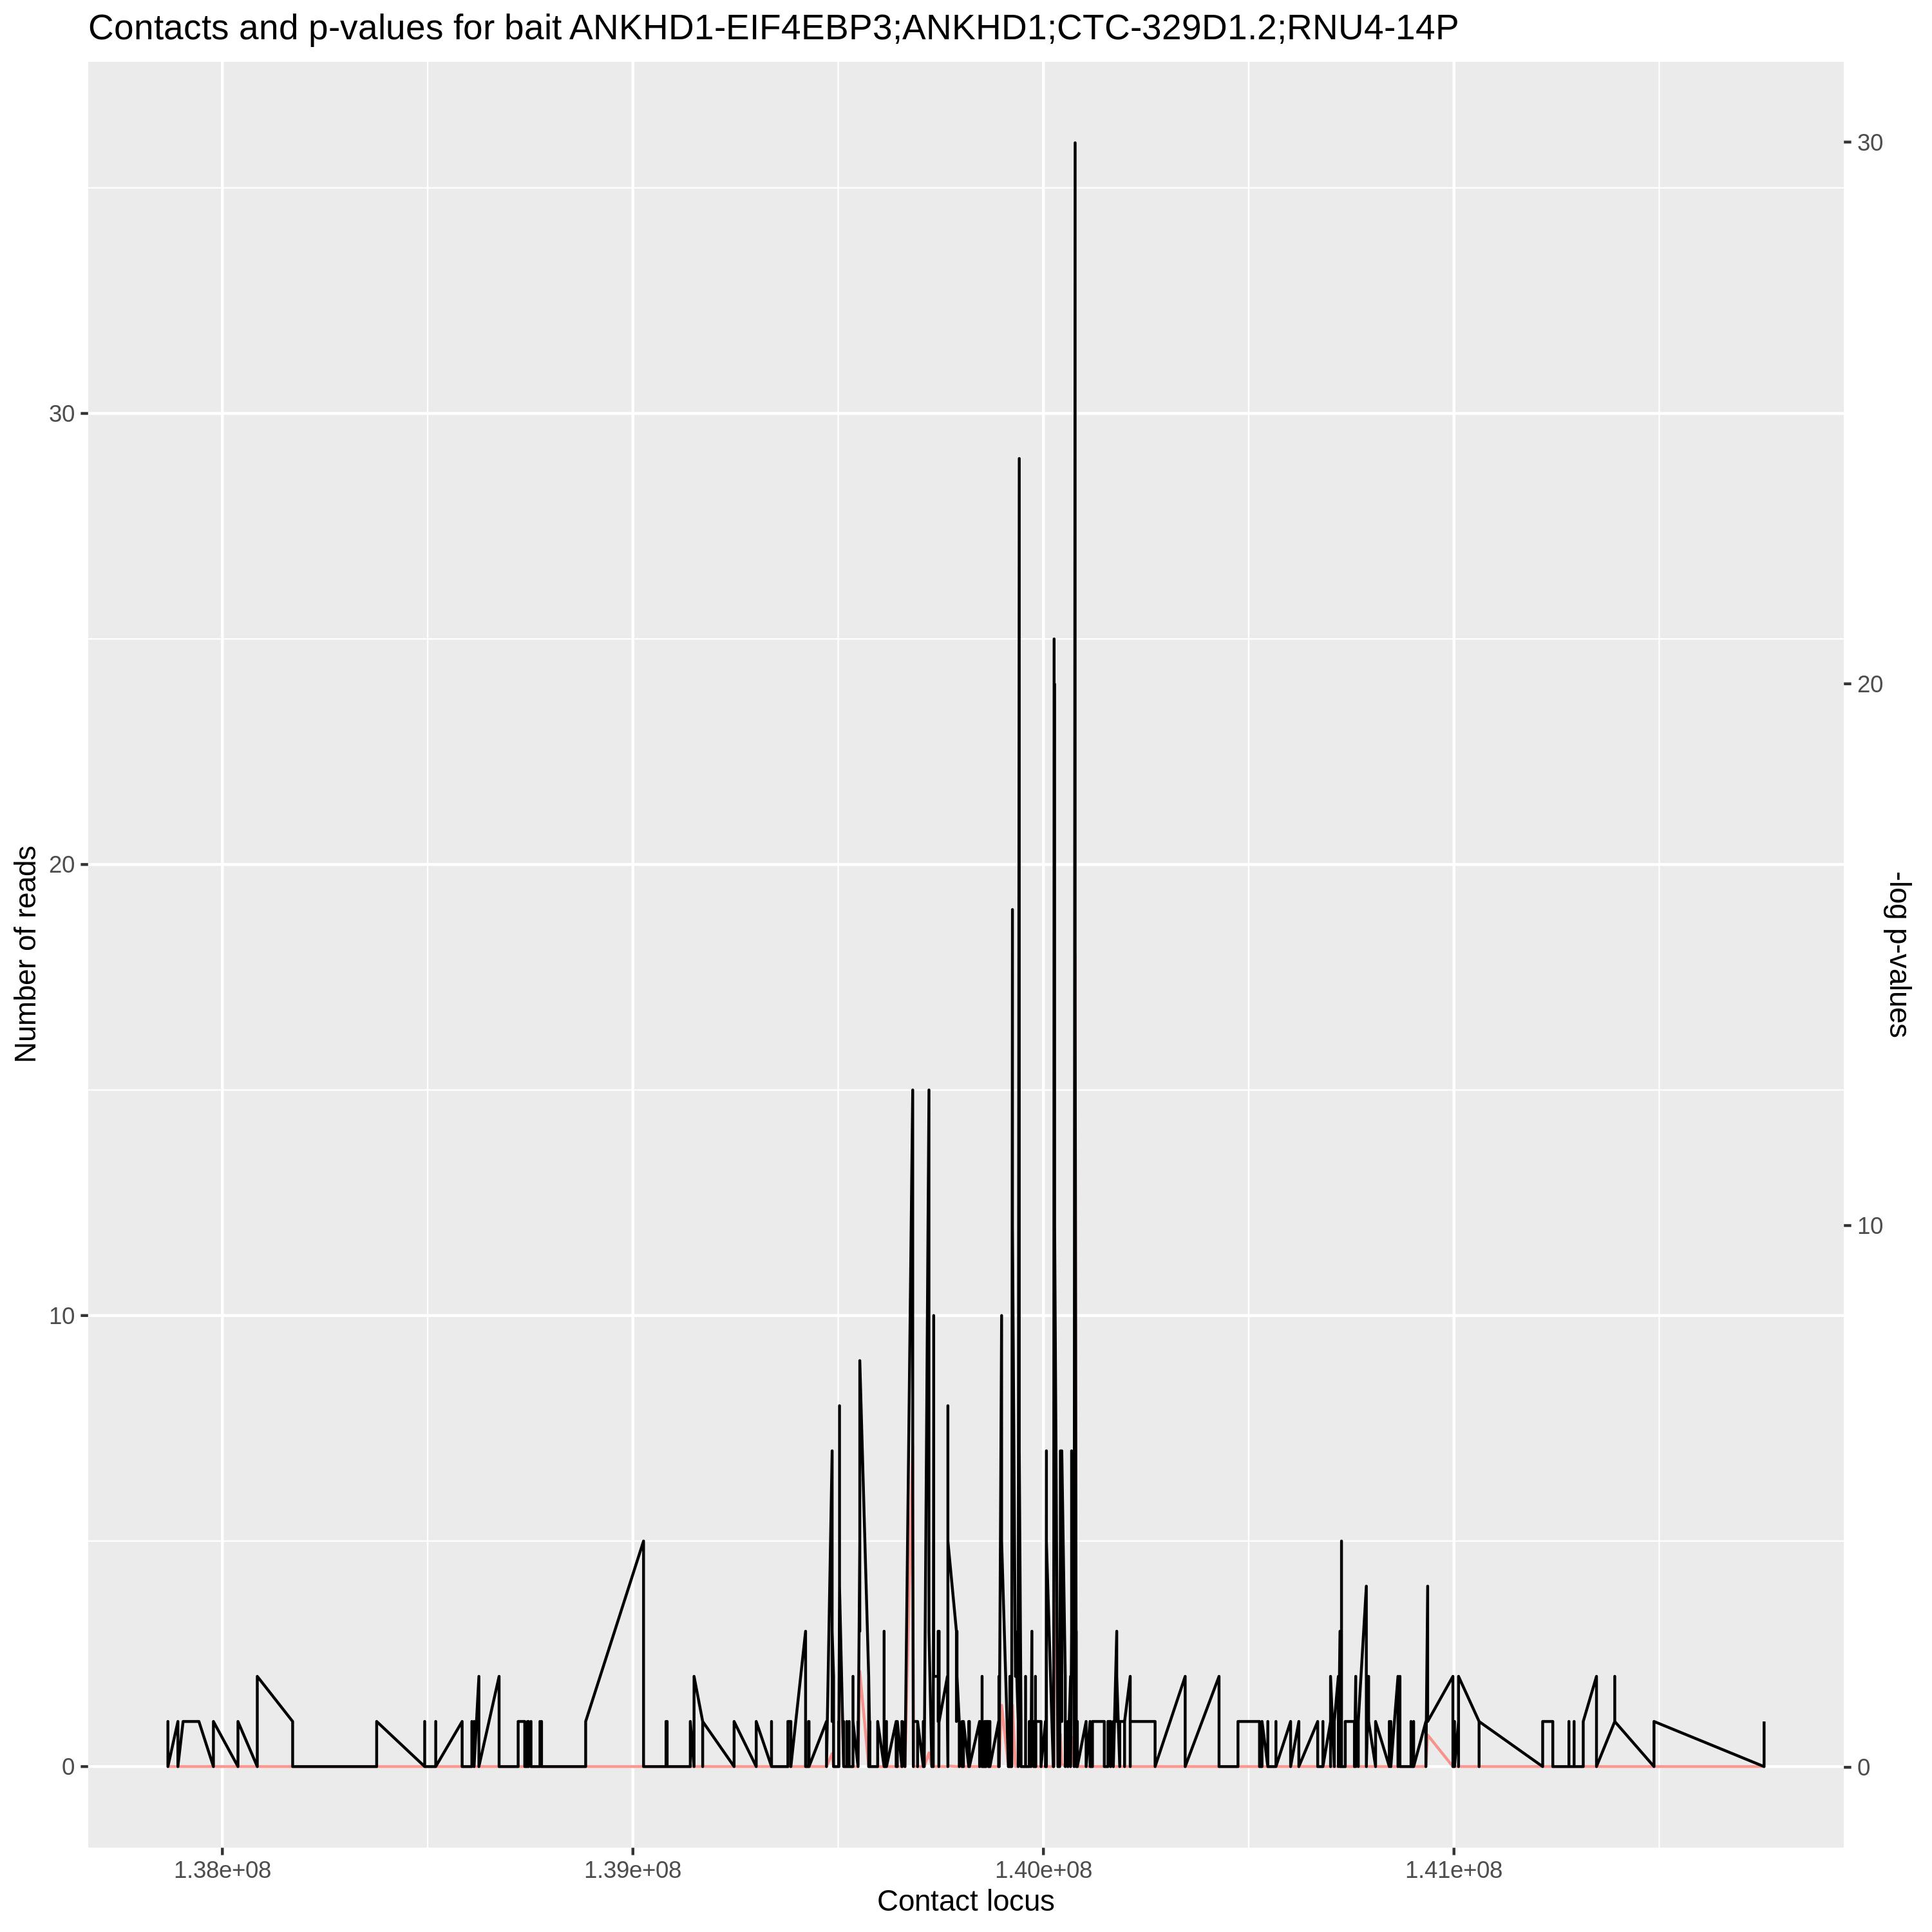 Contacts and p-values for bait ANKHD1-EIF4EBP3;ANKHD1;CTC-329D1.2;RNU4-14P
30
20
10
0
Number of reads
30
20
10
0
-log p-values
1.38e+08
1.39e+08
1.40e+08
1.41e+08
Contact locus